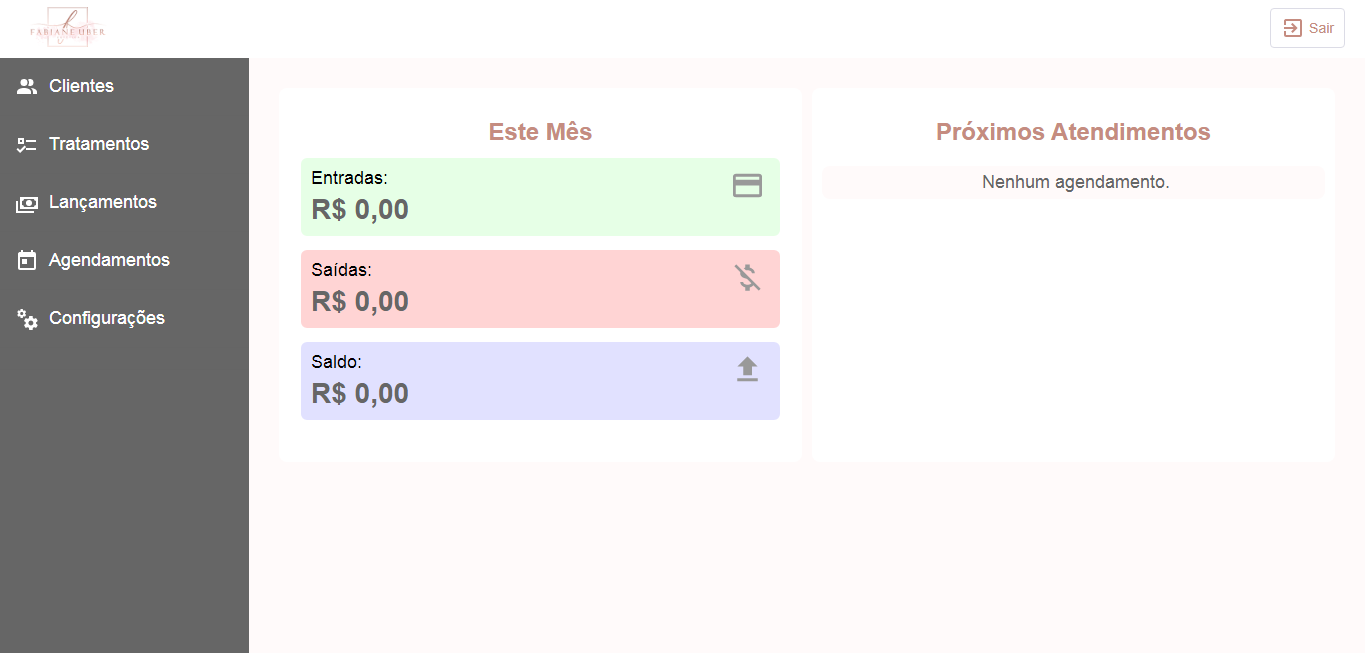 FABIANE UBER
Sair
Clientes
Tratamentos
Lançamentos
Agendamentos
Configurações
Este Mês
Entradas:
R$ 0,00
Saídas:
R$ 0,00
Saldo:
R$ 0,00
Próximos Atendimentos
Nenhum agendamento.